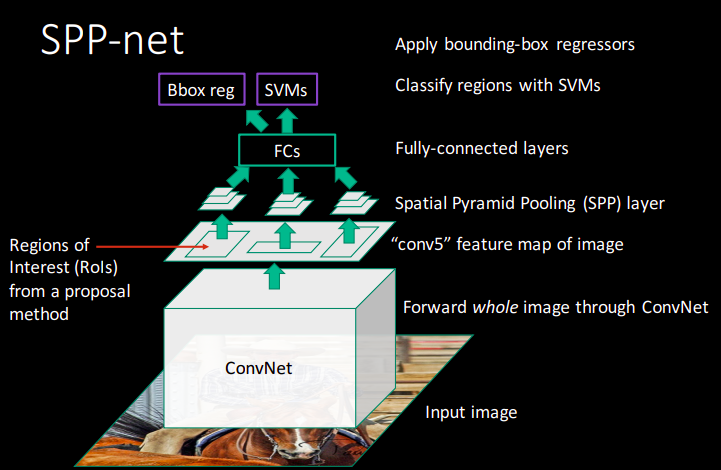 SPP-net
Apply bounding-box regressors
Bbox reg
SVMs
Classify regions with SVMs
FCs
Fully-connected layers
Spatial Pyramid Pooling (SPP) layer
Regions of
Interest (RoIs)
from a proposal
method
“conv5” feature map of image
Forward whole image through ConvNet
ConvNet
Input image